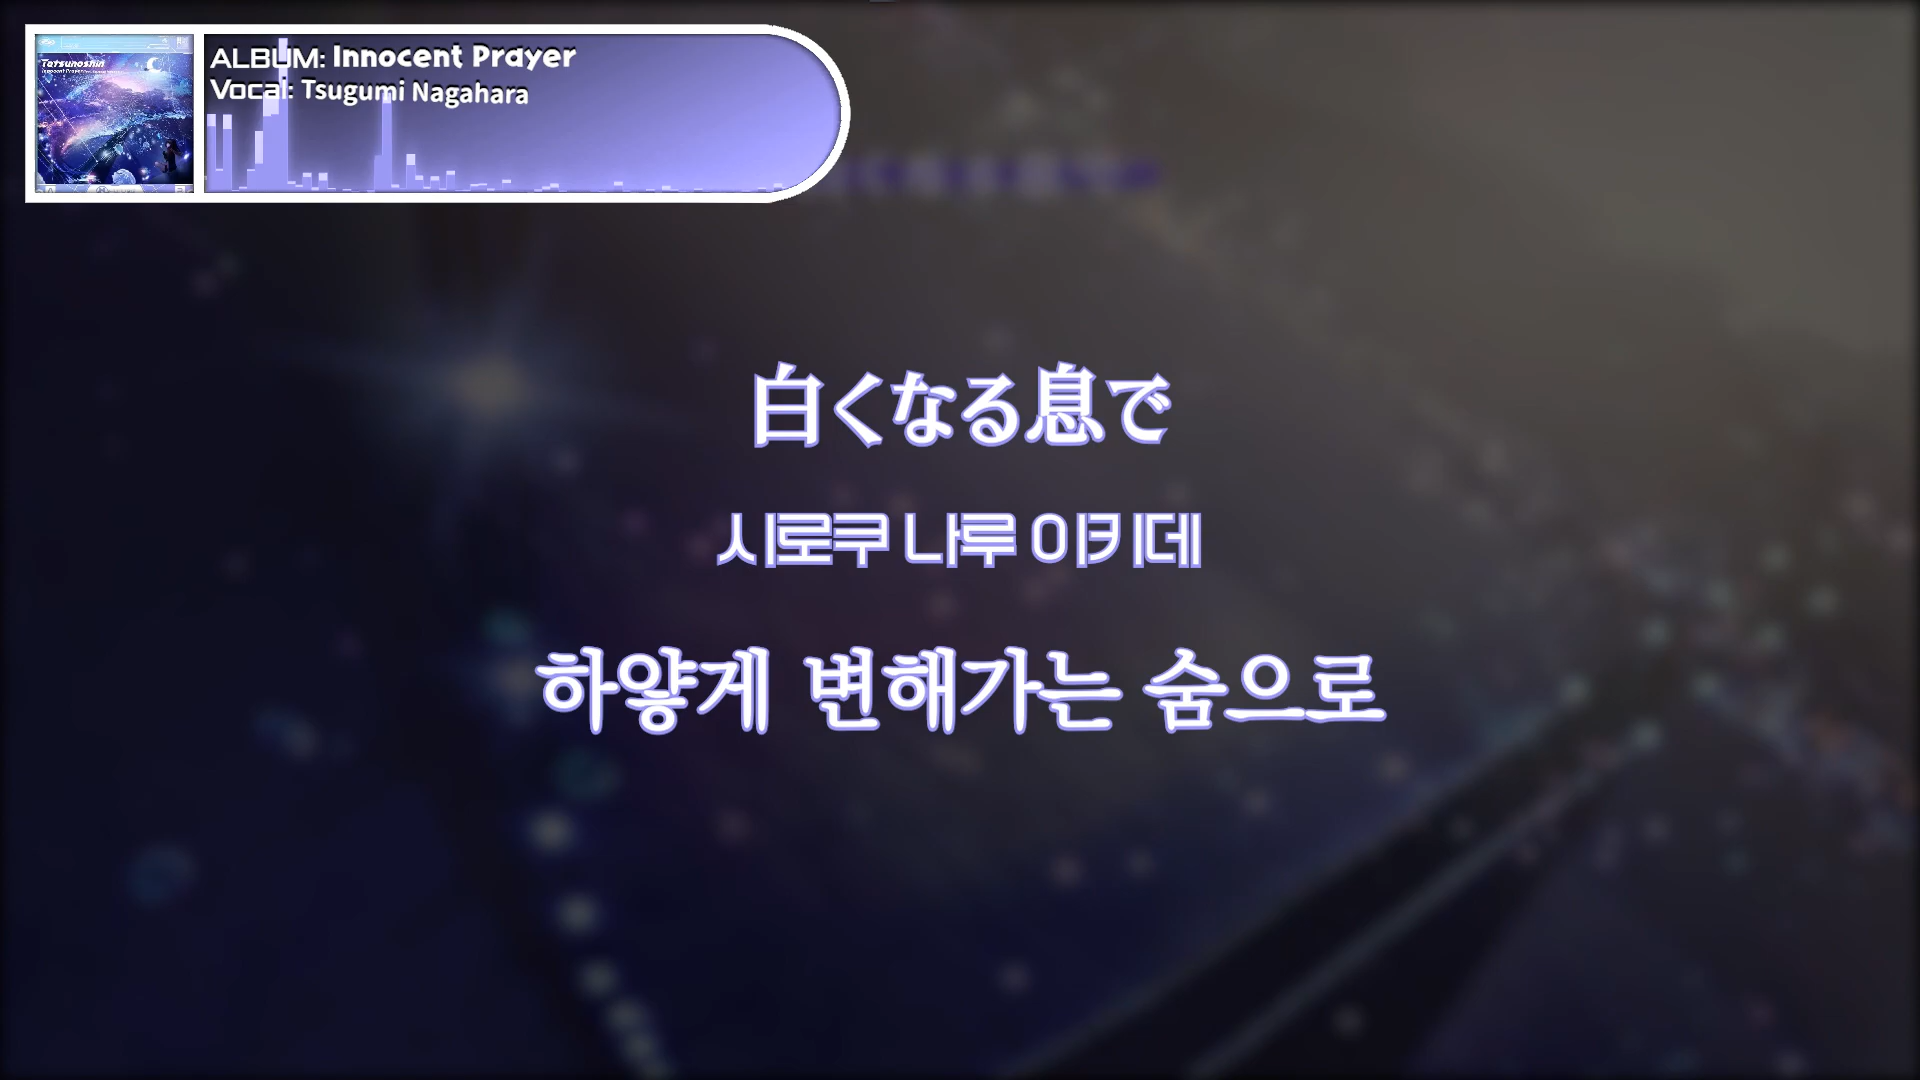 Tatsunoshin
ALBUM: Innocent Prayer
Vocal: Tsugumi Nagahara
白くなる息で
시로쿠 나루 이키데
하얗게 변해가는 숨으로